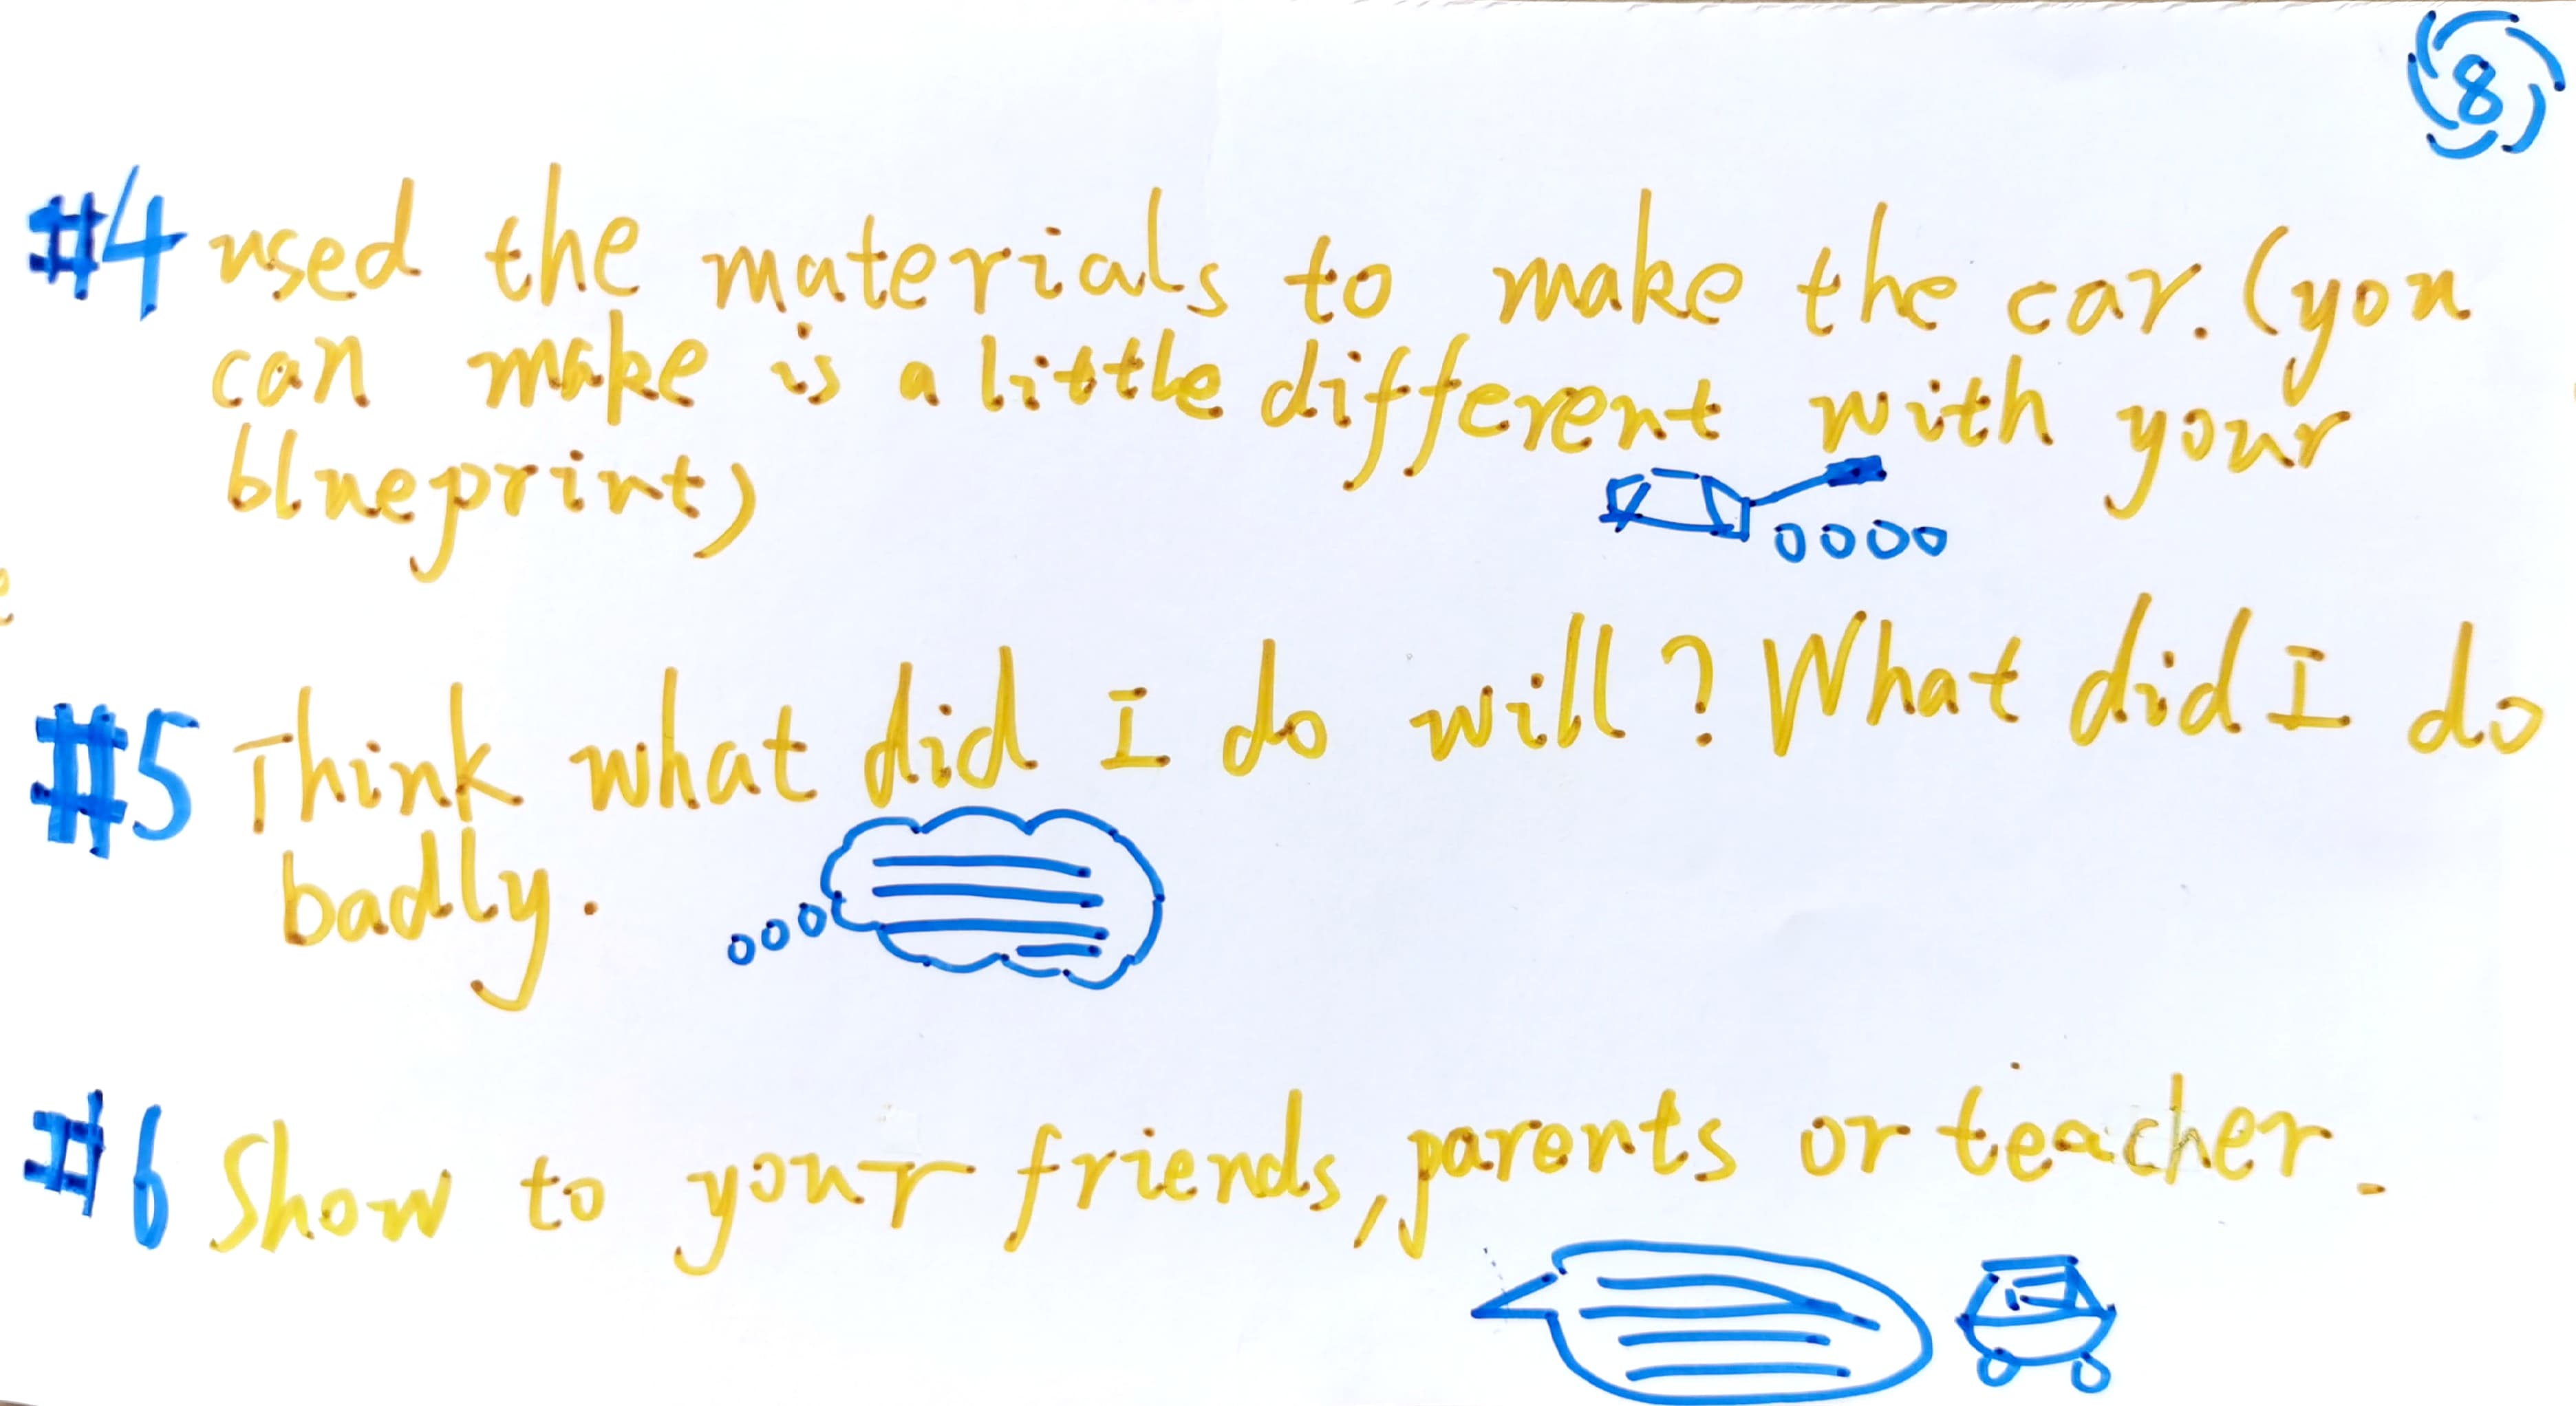 8
#4 used the materials to make the car. (you
can make is a little different with your
blueprint)
#5 Think what did I do will? What did I do
badly.
#6 Show to your friends, parents or teacher.